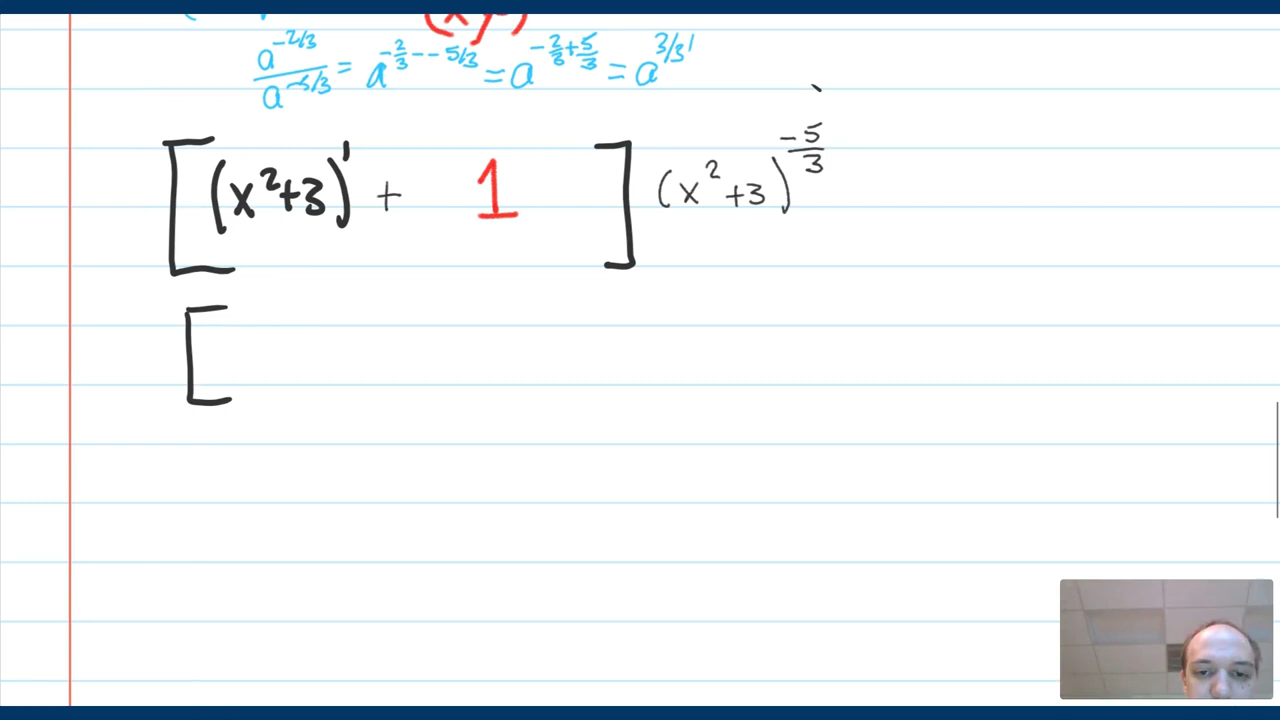 (x
a^{-2/3} / a^{-5/3} = a^{-2/3 - -5/3} = a^{-2/3 + 5/3} = a^{3/3 1}
[ (x²+3)^1 + 1 ] (x²+3)^{-5/3}
[